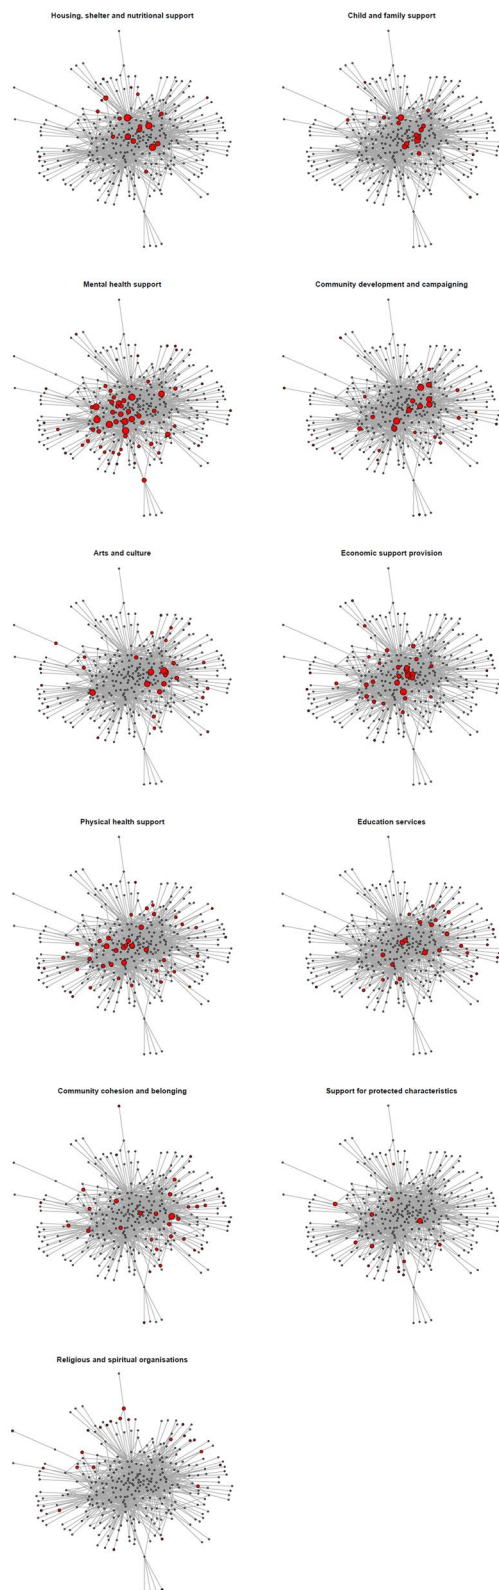 Housing, shelter and nutritional support
Child and family support
Mental health support
Community development and campaigning
Arts and culture
Economic support provision
Physical health support
Education services
Community cohesion and belonging
Support for protected characteristics
Religious and spiritual organisations